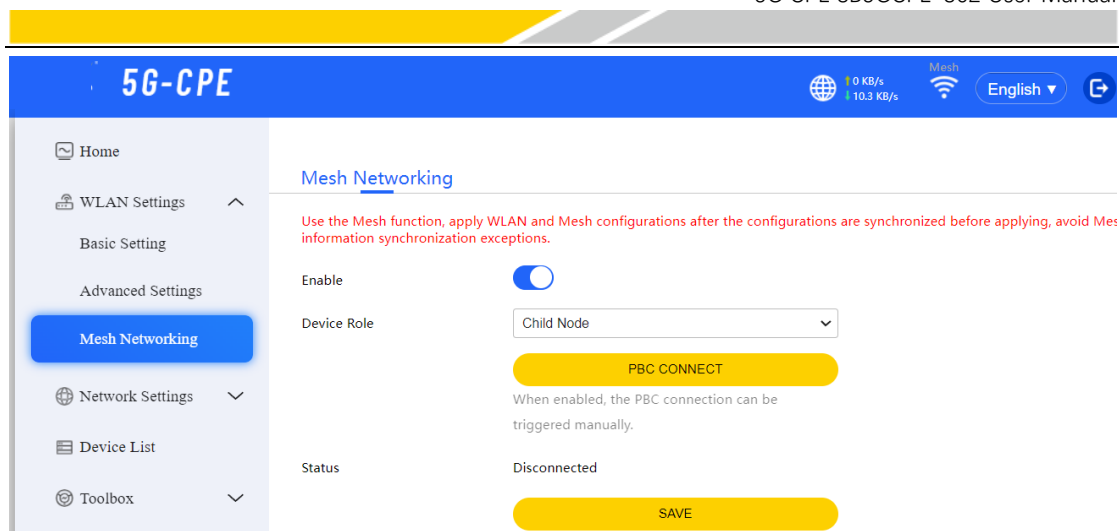 5G-CPE
Mesh
↑0 KB/s
↓10.3 KB/s
English ▾
Home
WLAN Settings
Basic Setting
Advanced Settings
Mesh Networking
Network Settings
Device List
Toolbox
Mesh Networking
Use the Mesh function, apply WLAN and Mesh configurations after the configurations are synchronized before applying, avoid Mes
information synchronization exceptions.
Enable
Device Role
Child Node
PBC CONNECT
When enabled, the PBC connection can be
triggered manually.
Status
Disconnected
SAVE